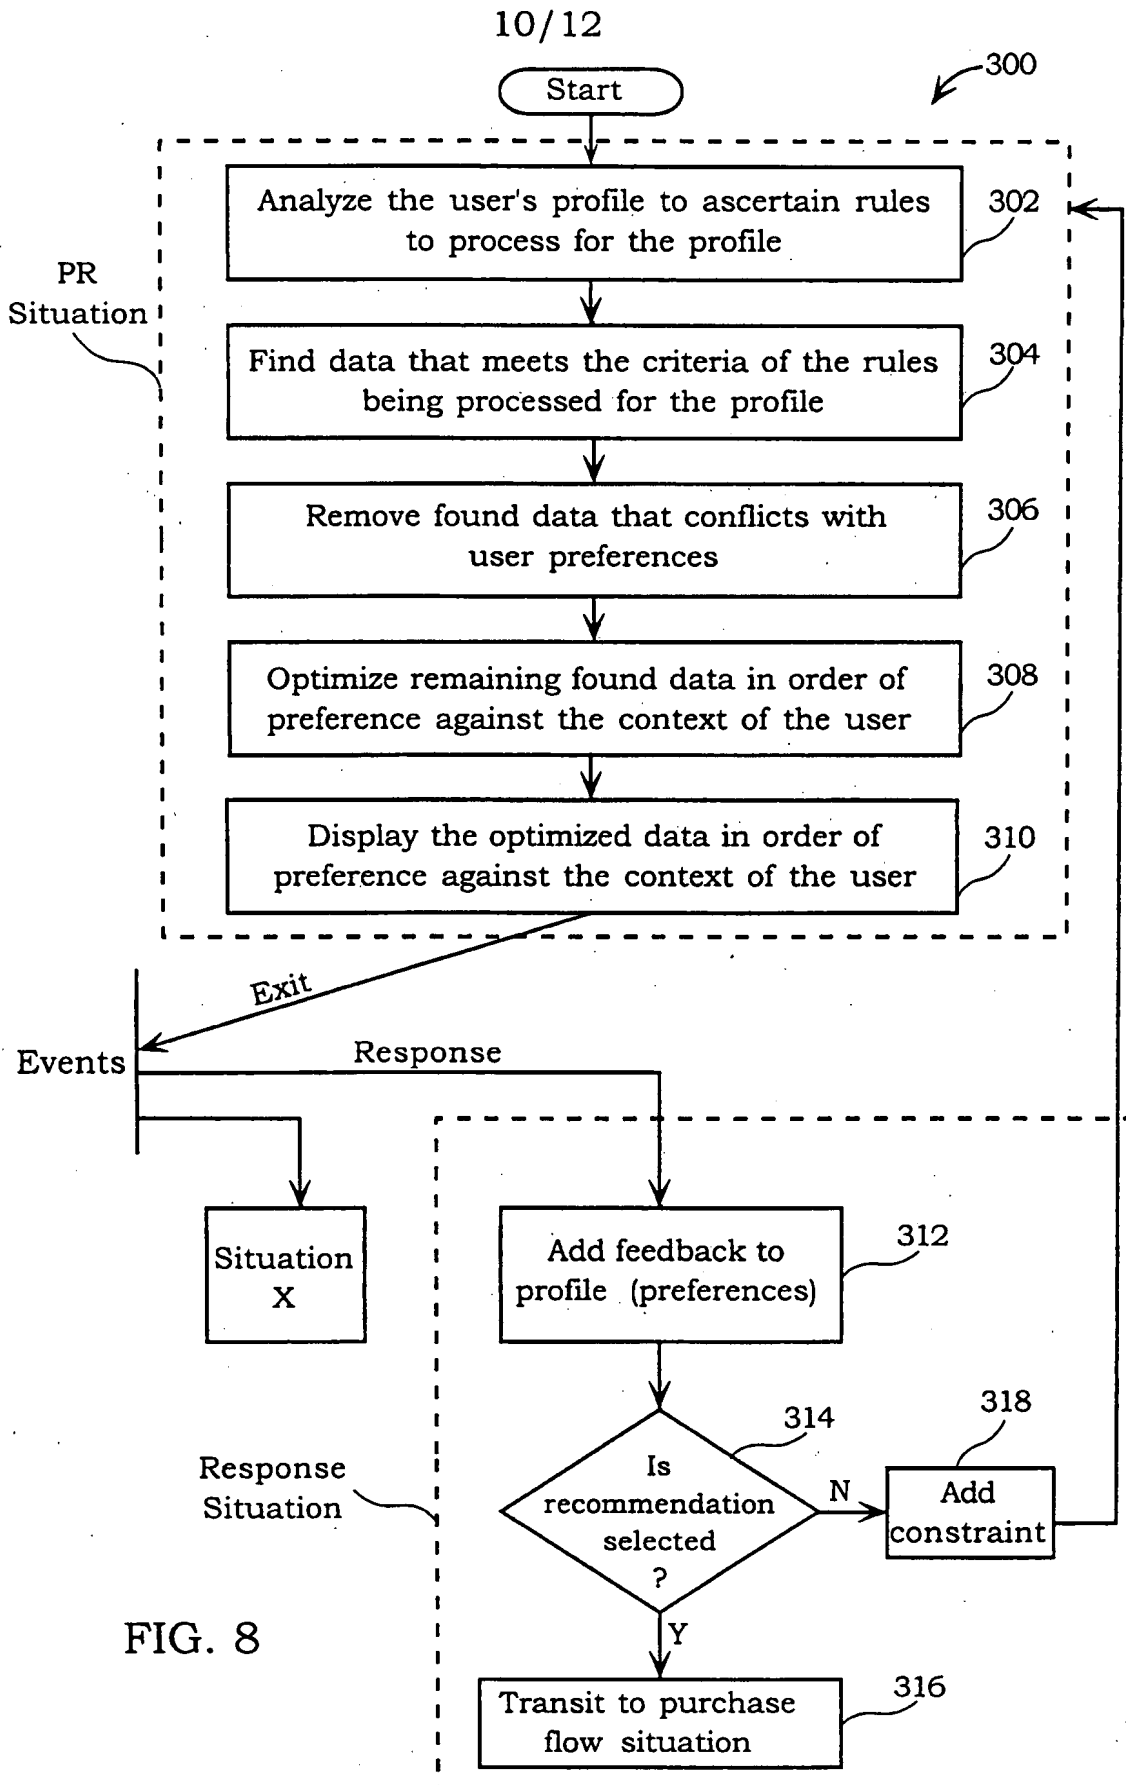 10/12
Start
300
Analyze the user's profile to ascertain rules
to process for the profile
302
PR
Situation
Find data that meets the criteria of the rules
being processed for the profile
304
Remove found data that conflicts with
user preferences
306
Optimize remaining found data in order of
preference against the context of the user
308
Display the optimized data in order of
preference against the context of the user
310
Exit
Events
Response
Situation
X
Add feedback to
profile (preferences)
312
314
Is
recommendation
selected
?
N
318
Add
constraint
Response
Situation
Y
FIG. 8
Transit to purchase
flow situation
316